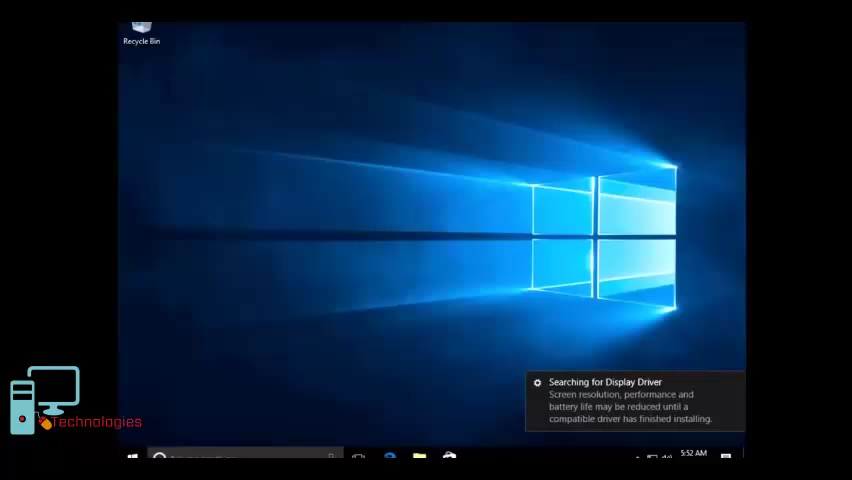 Recycle Bin
Searching for Display Driver
Screen resolution, performance and
battery life may be reduced until a
compatible driver has finished installing.
Technologies
5:52 AM